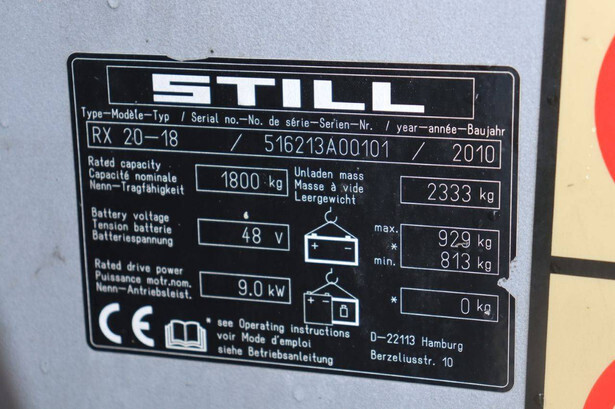 STILL
Type-Modèle-Typ / Serial no.-No. de série-Serien-Nr. / year-année-Baujahr
RX 20-18 / 516213A00101 / 2010
Rated capacity
Capacité nominale
Nenn-Tragfähigkeit
1800 kg
Unladen mass
Masse à vide
Leergewicht
2333 kg
Battery voltage
Tension batterie
Batteriespannung
48 V
max. 929 kg
*
min. 813 kg
Rated drive power
Puissance motr.nom.
Nenn-Antriebsleist.
9.0 kW
* 0 kg
CE
* see Operating instructions
voir Mode d'emploi
siehe Betriebsanleitung
D-22113 Hamburg
Berzeliusstr. 10